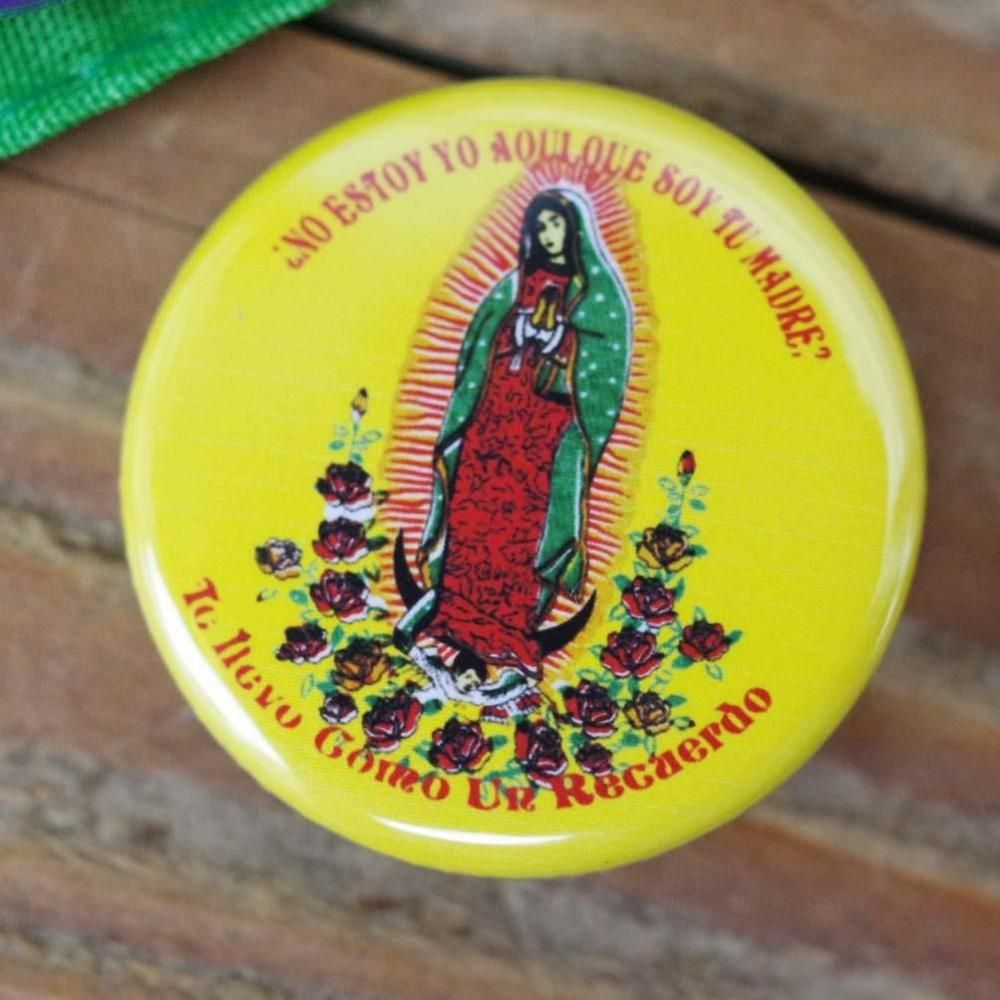 ¿NO ESTOY YO AQUI QUE SOY TU MADRE?
Te llevo Como Un Recuerdo